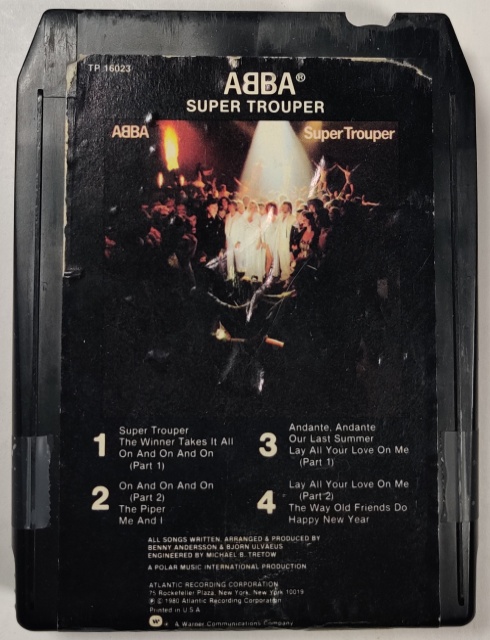 TP 16023
ABBA®
SUPER TROUPER
ABBA Super Trouper
1 Super Trouper
The Winner Takes It All
On And On And On
(Part 1)
2 On And On And On
(Part 2)
The Piper
Me And I
3 Andante, Andante
Our Last Summer
Lay All Your Love On Me
(Part 1)
4 Lay All Your Love On Me
(Part 2)
The Way Old Friends Do
Happy New Year
ALL SONGS WRITTEN, ARRANGED & PRODUCED BY
BENNY ANDERSSON & BJORN ULVAEUS
ENGINEERED BY MICHAEL B. TRETOW
A POLAR MUSIC INTERNATIONAL PRODUCTION
ATLANTIC RECORDING CORPORATION
75 Rockefeller Plaza, New York, New York 10019
℗ © 1980 Atlantic Recording Corporation
Printed in U.S.A.
A Warner Communications Company